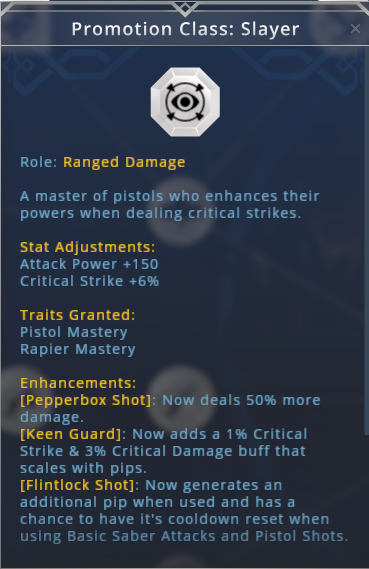 Promotion Class: Slayer
Role: Ranged Damage
A master of pistols who enhances their
powers when dealing critical strikes.
Stat Adjustments:
Attack Power +150
Critical Strike +6%
Traits Granted:
Pistol Mastery
Rapier Mastery
Enhancements:
[Pepperbox Shot]: Now deals 50% more
damage.
[Keen Guard]: Now adds a 1% Critical
Strike & 3% Critical Damage buff that
scales with pips.
[Flintlock Shot]: Now generates an
additional pip when used and has a
chance to have it's cooldown reset when
using Basic Saber Attacks and Pistol Shots.